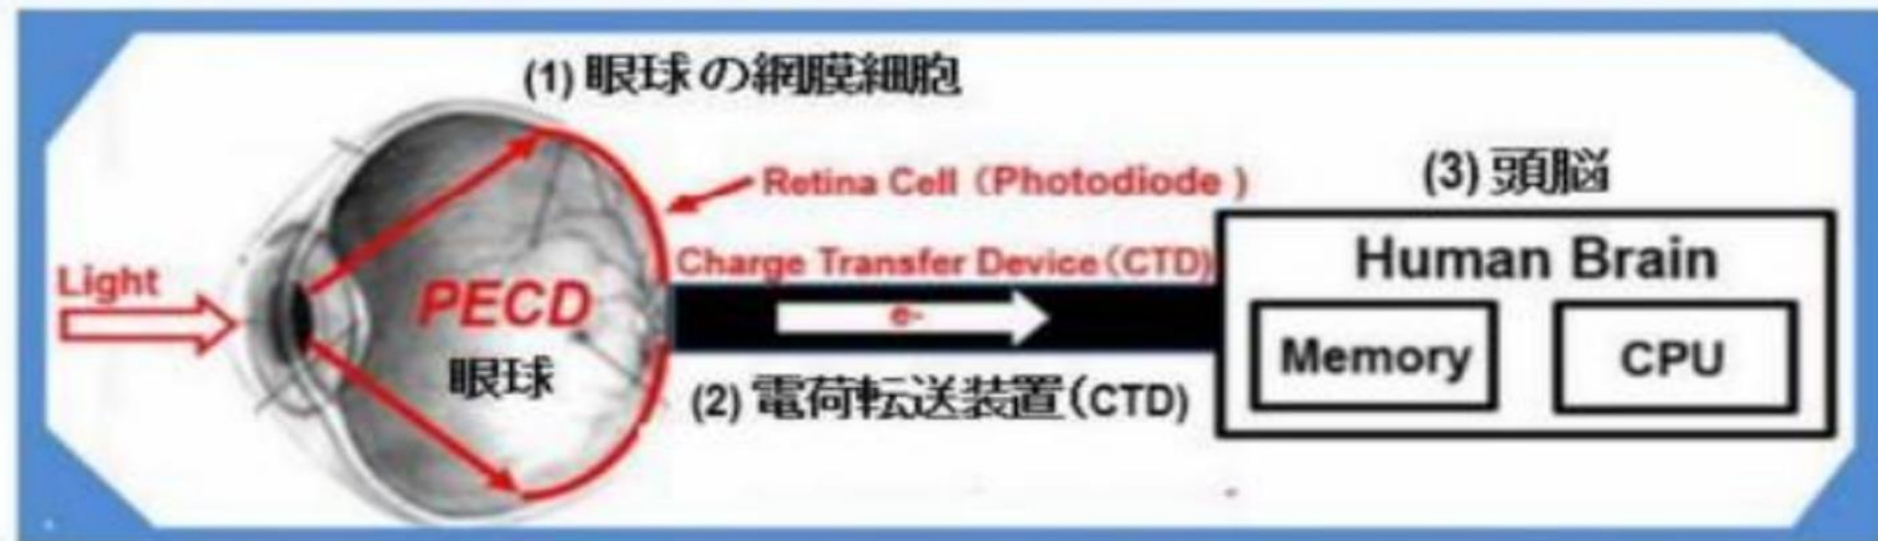 (1) 眼球の網膜細胞
Retina Cell (Photodiode )
(3) 頭脳
Light
PECD
眼球
Charge Transfer Device (CTD)
e-
(2) 電荷転送装置(CTD)
Human Brain
Memory
CPU